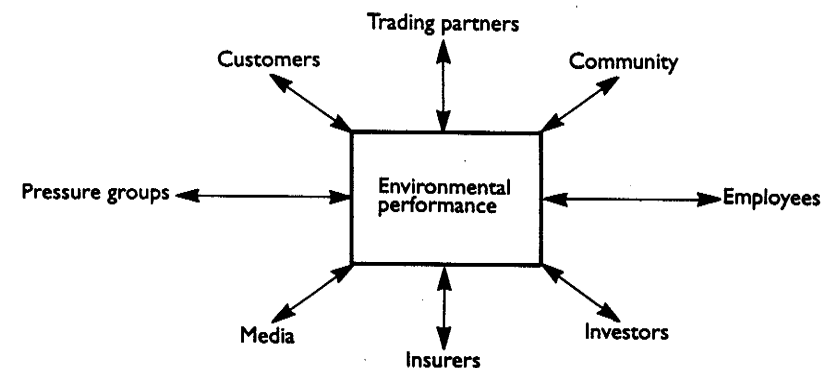 Trading partners
Customers
Community
Pressure groups
Environmental
performance
Employees
Media
Investors
Insurers